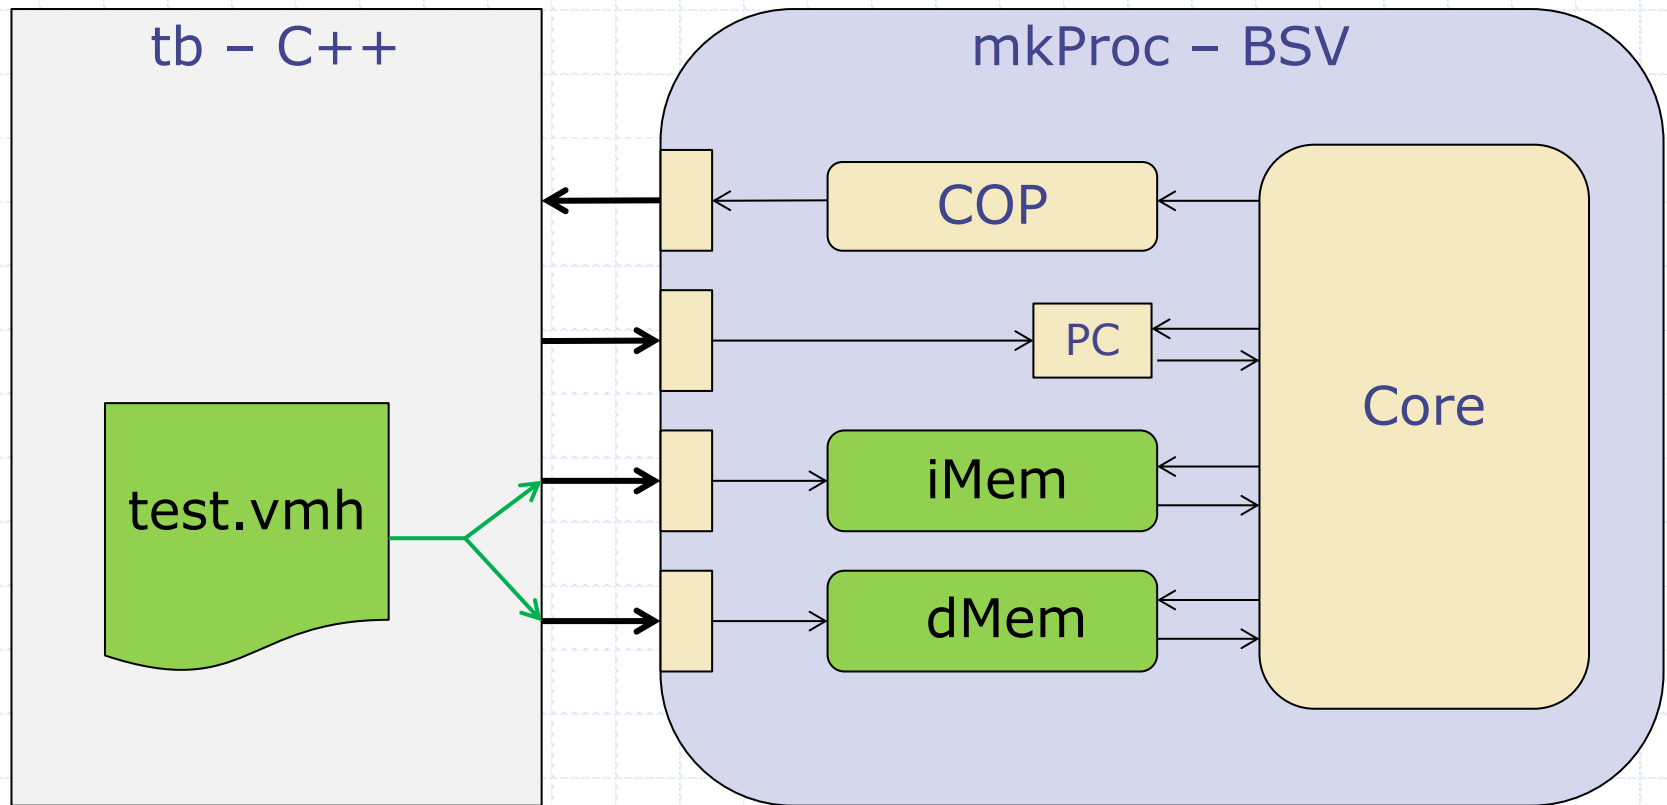 tb – C++
mkProc – BSV
COP
PC
Core
iMem
test.vmh
dMem